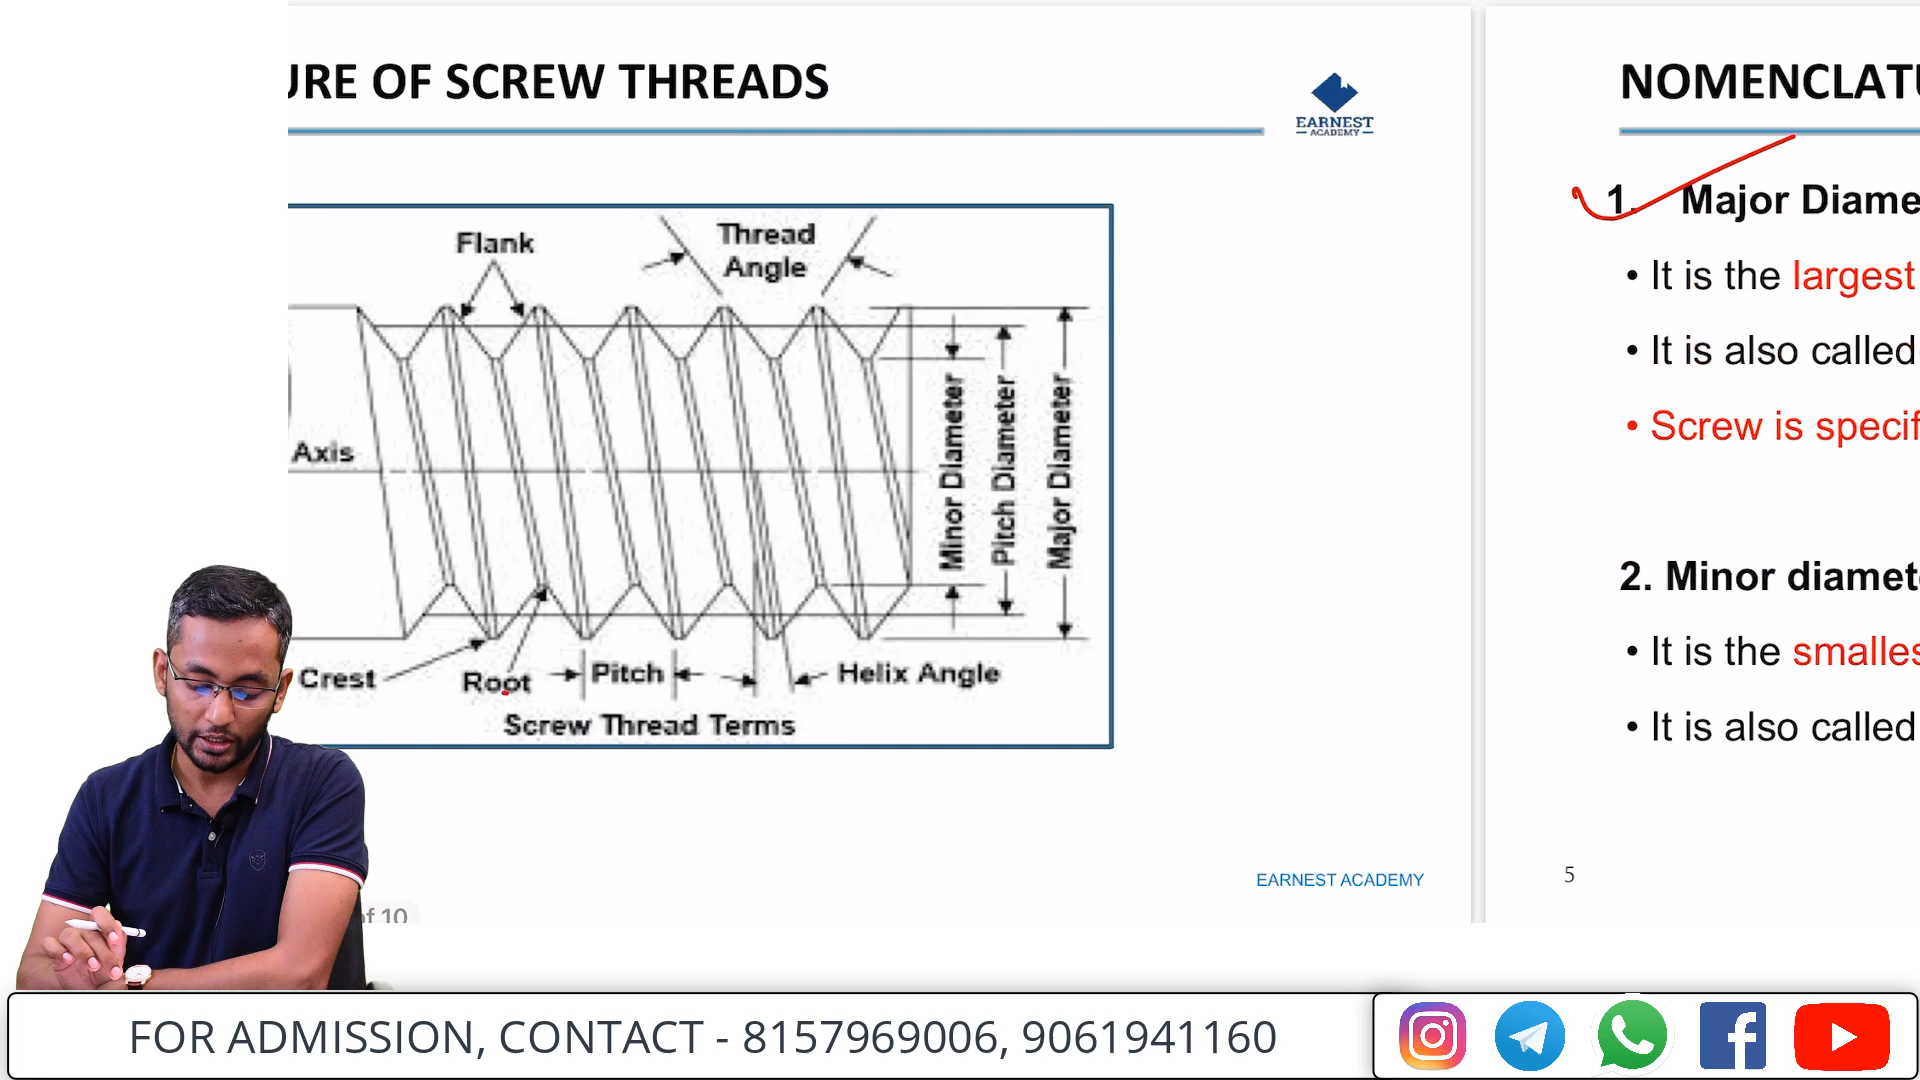 URE OF SCREW THREADS
EARNEST
ACADEMY
Flank
Thread
Angle
Axis
Minor Diameter
Pitch Diameter
Major Diameter
Crest
Root
Pitch
Helix Angle
Screw Thread Terms
EARNEST ACADEMY
of 10
NOMENCLATU
1. Major Diame
• It is the largest
• It is also called
• Screw is specif
2. Minor diamet
• It is the smalles
• It is also called
5
FOR ADMISSION, CONTACT - 8157969006, 9061941160